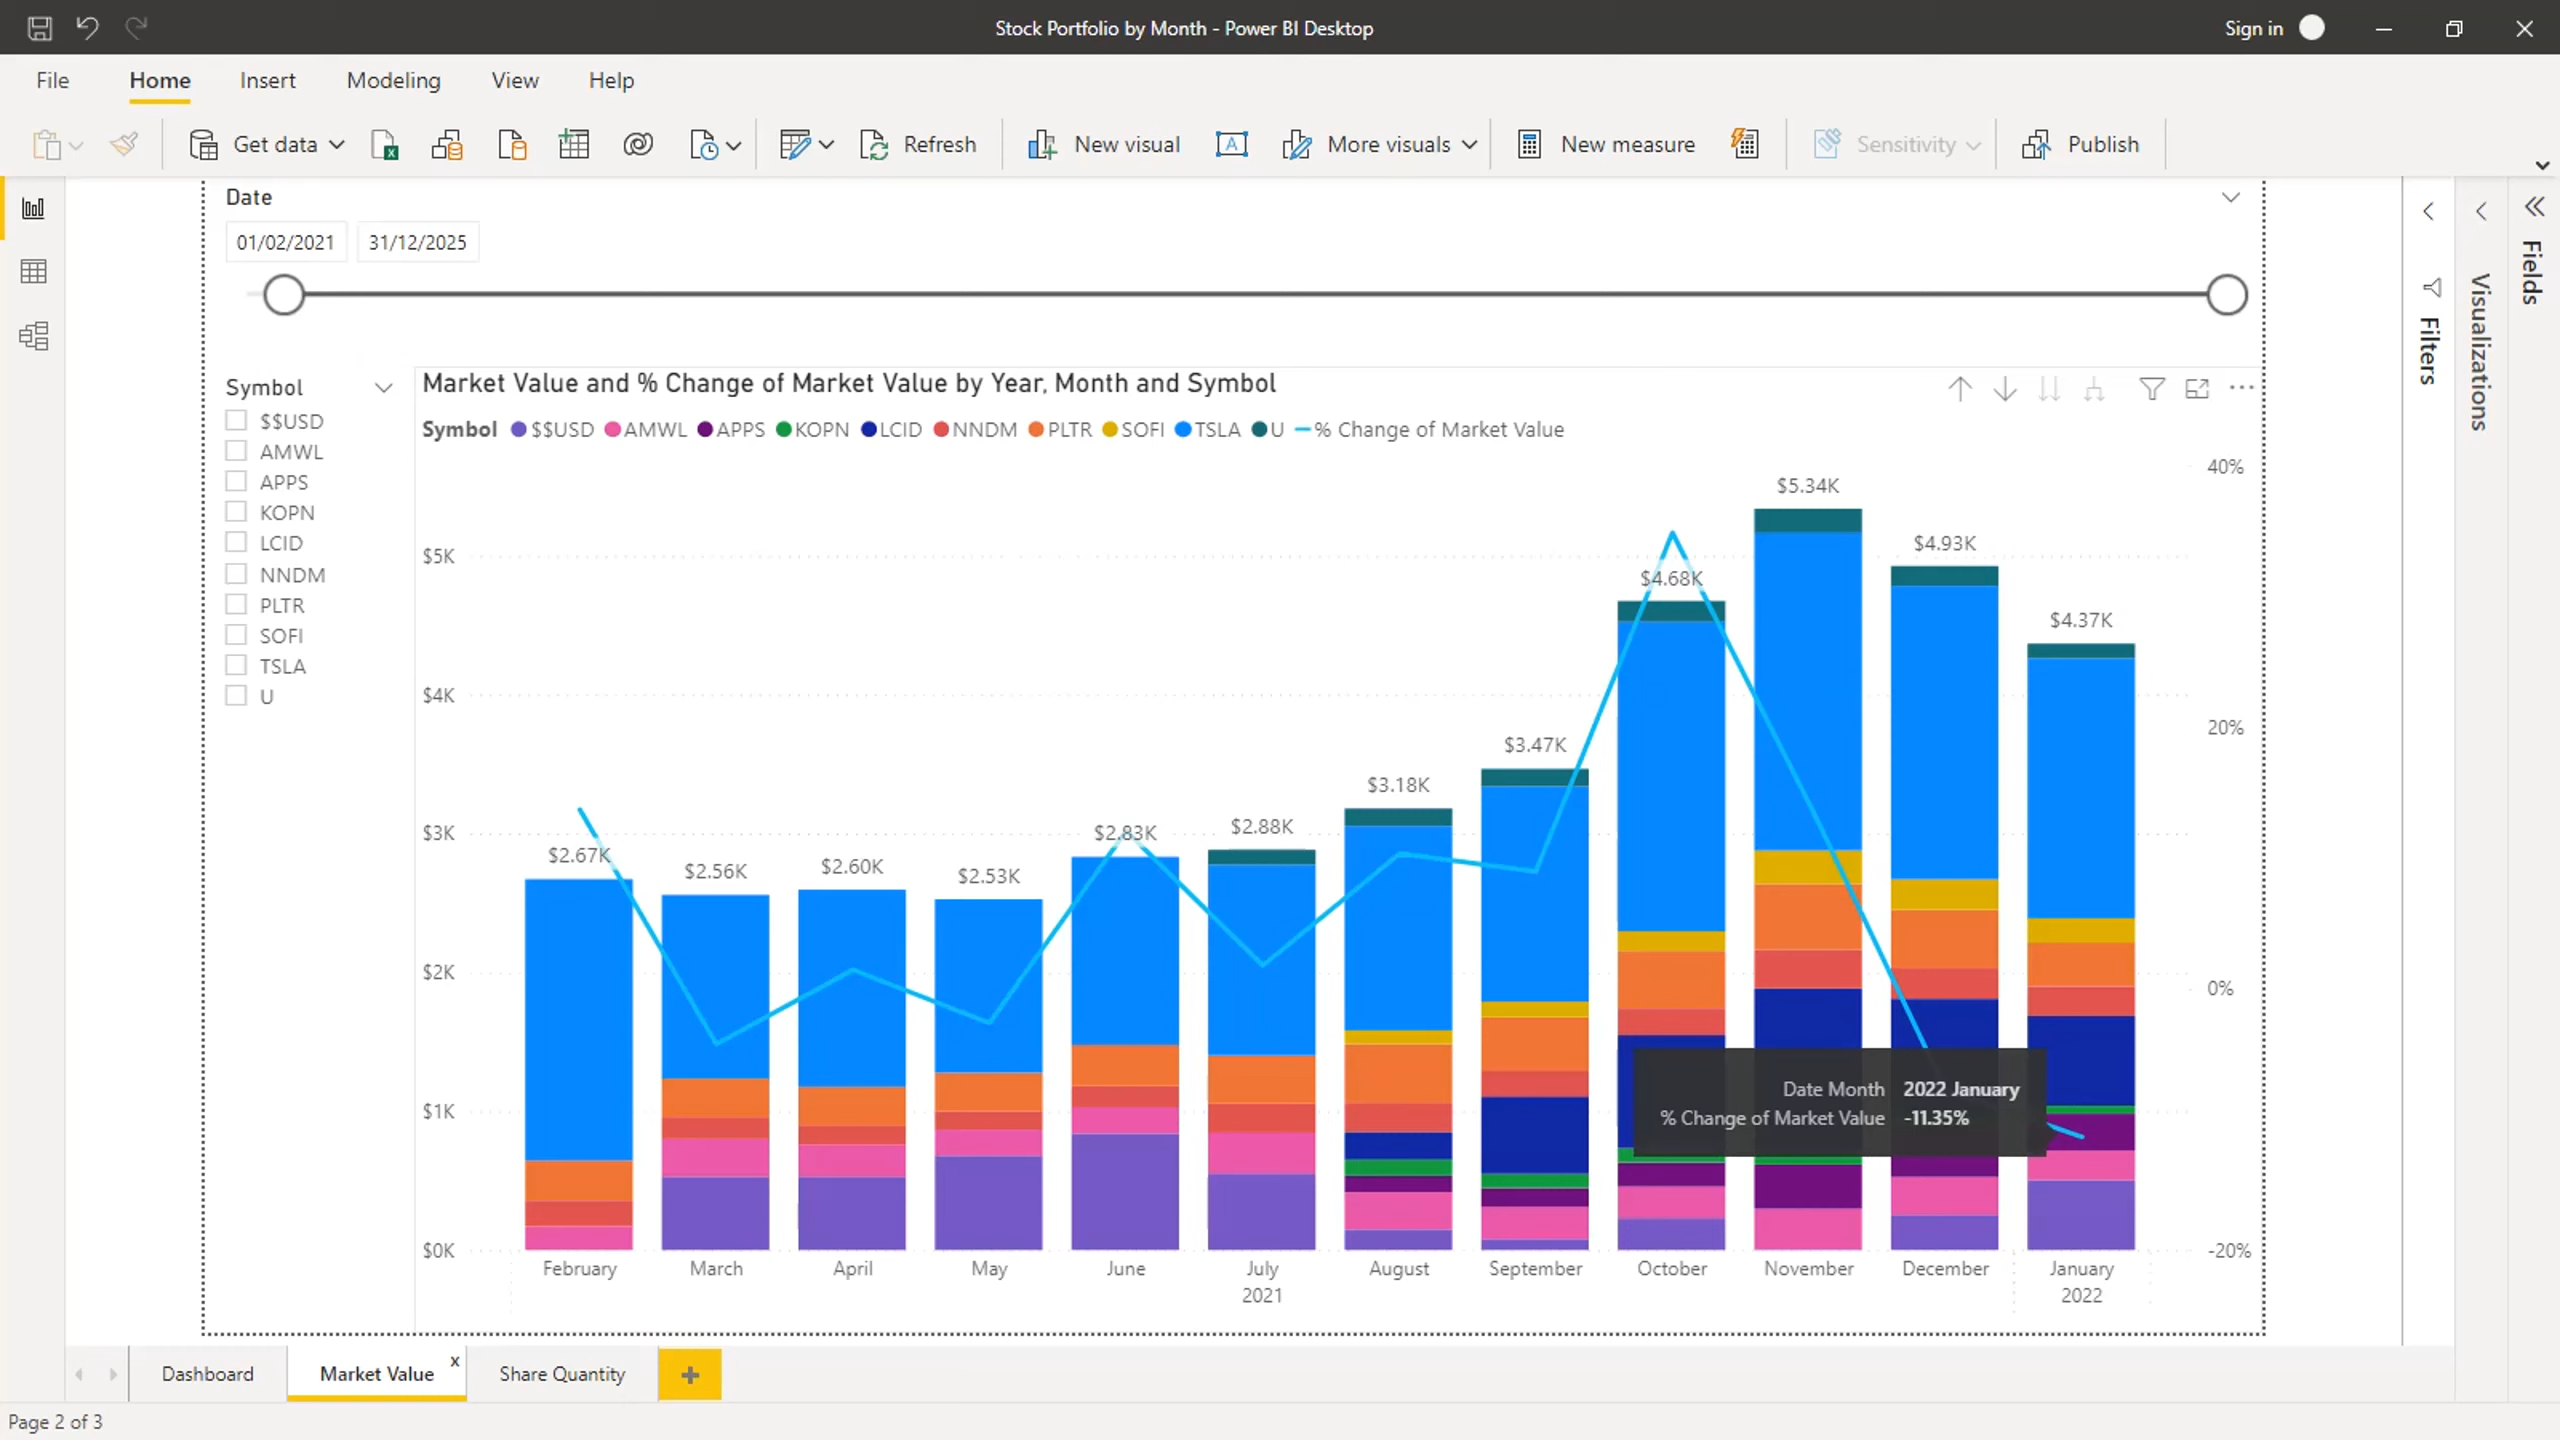 Stock Portfolio by Month - Power BI Desktop
Sign in
File Home Insert Modeling View Help
Get data
Refresh
New visual
A
More visuals
New measure
Sensitivity
Publish
Date
01/02/2021 31/12/2025
Filters
Visualizations
Fields
Symbol
$$USD
AMWL
APPS
KOPN
LCID
NNDM
PLTR
SOFI
TSLA
U
Market Value and % Change of Market Value by Year, Month and Symbol
Symbol $$USD AMWL APPS KOPN LCID NNDM PLTR SOFI TSLA U % Change of Market Value
$5K
$4K
$3K
$2K
$1K
$0K
40%
20%
0%
-20%
$2.67K
$2.56K
$2.60K
$2.53K
$2.83K
$2.88K
$3.18K
$3.47K
$4.68K
$5.34K
$4.93K
$4.37K
Date Month 2022 January
% Change of Market Value -11.35%
February March April May June July August September October November December January
2021 2022
Dashboard Market Value x Share Quantity +
Page 2 of 3